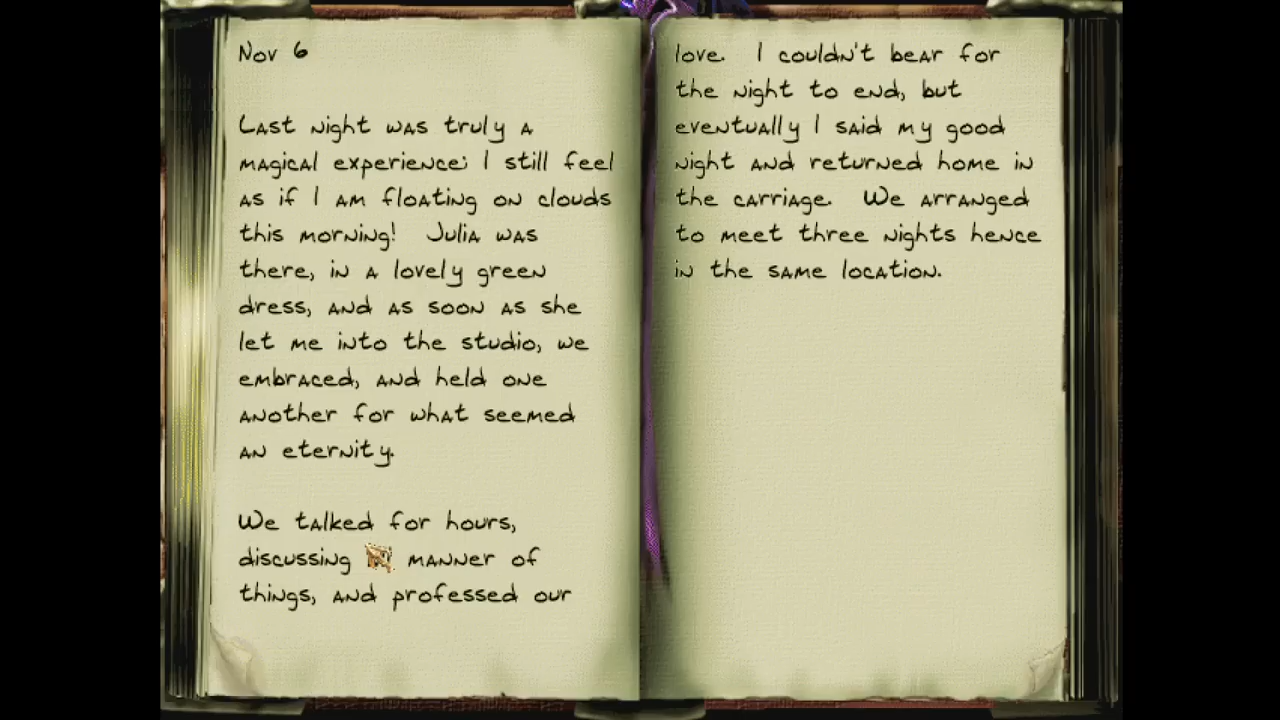 Nov 6
Last night was truly a
magical experience; I still feel
as if I am floating on clouds
this morning!  Julia was
there, in a lovely green
dress, and as soon as she
let me into the studio, we
embraced, and held one
another for what seemed
an eternity.
We talked for hours,
discussing manner of
things, and professed our
love.  I couldn't bear for
the night to end, but
eventually I said my good
night and returned home in
the carriage.  We arranged
to meet three nights hence
in the same location.